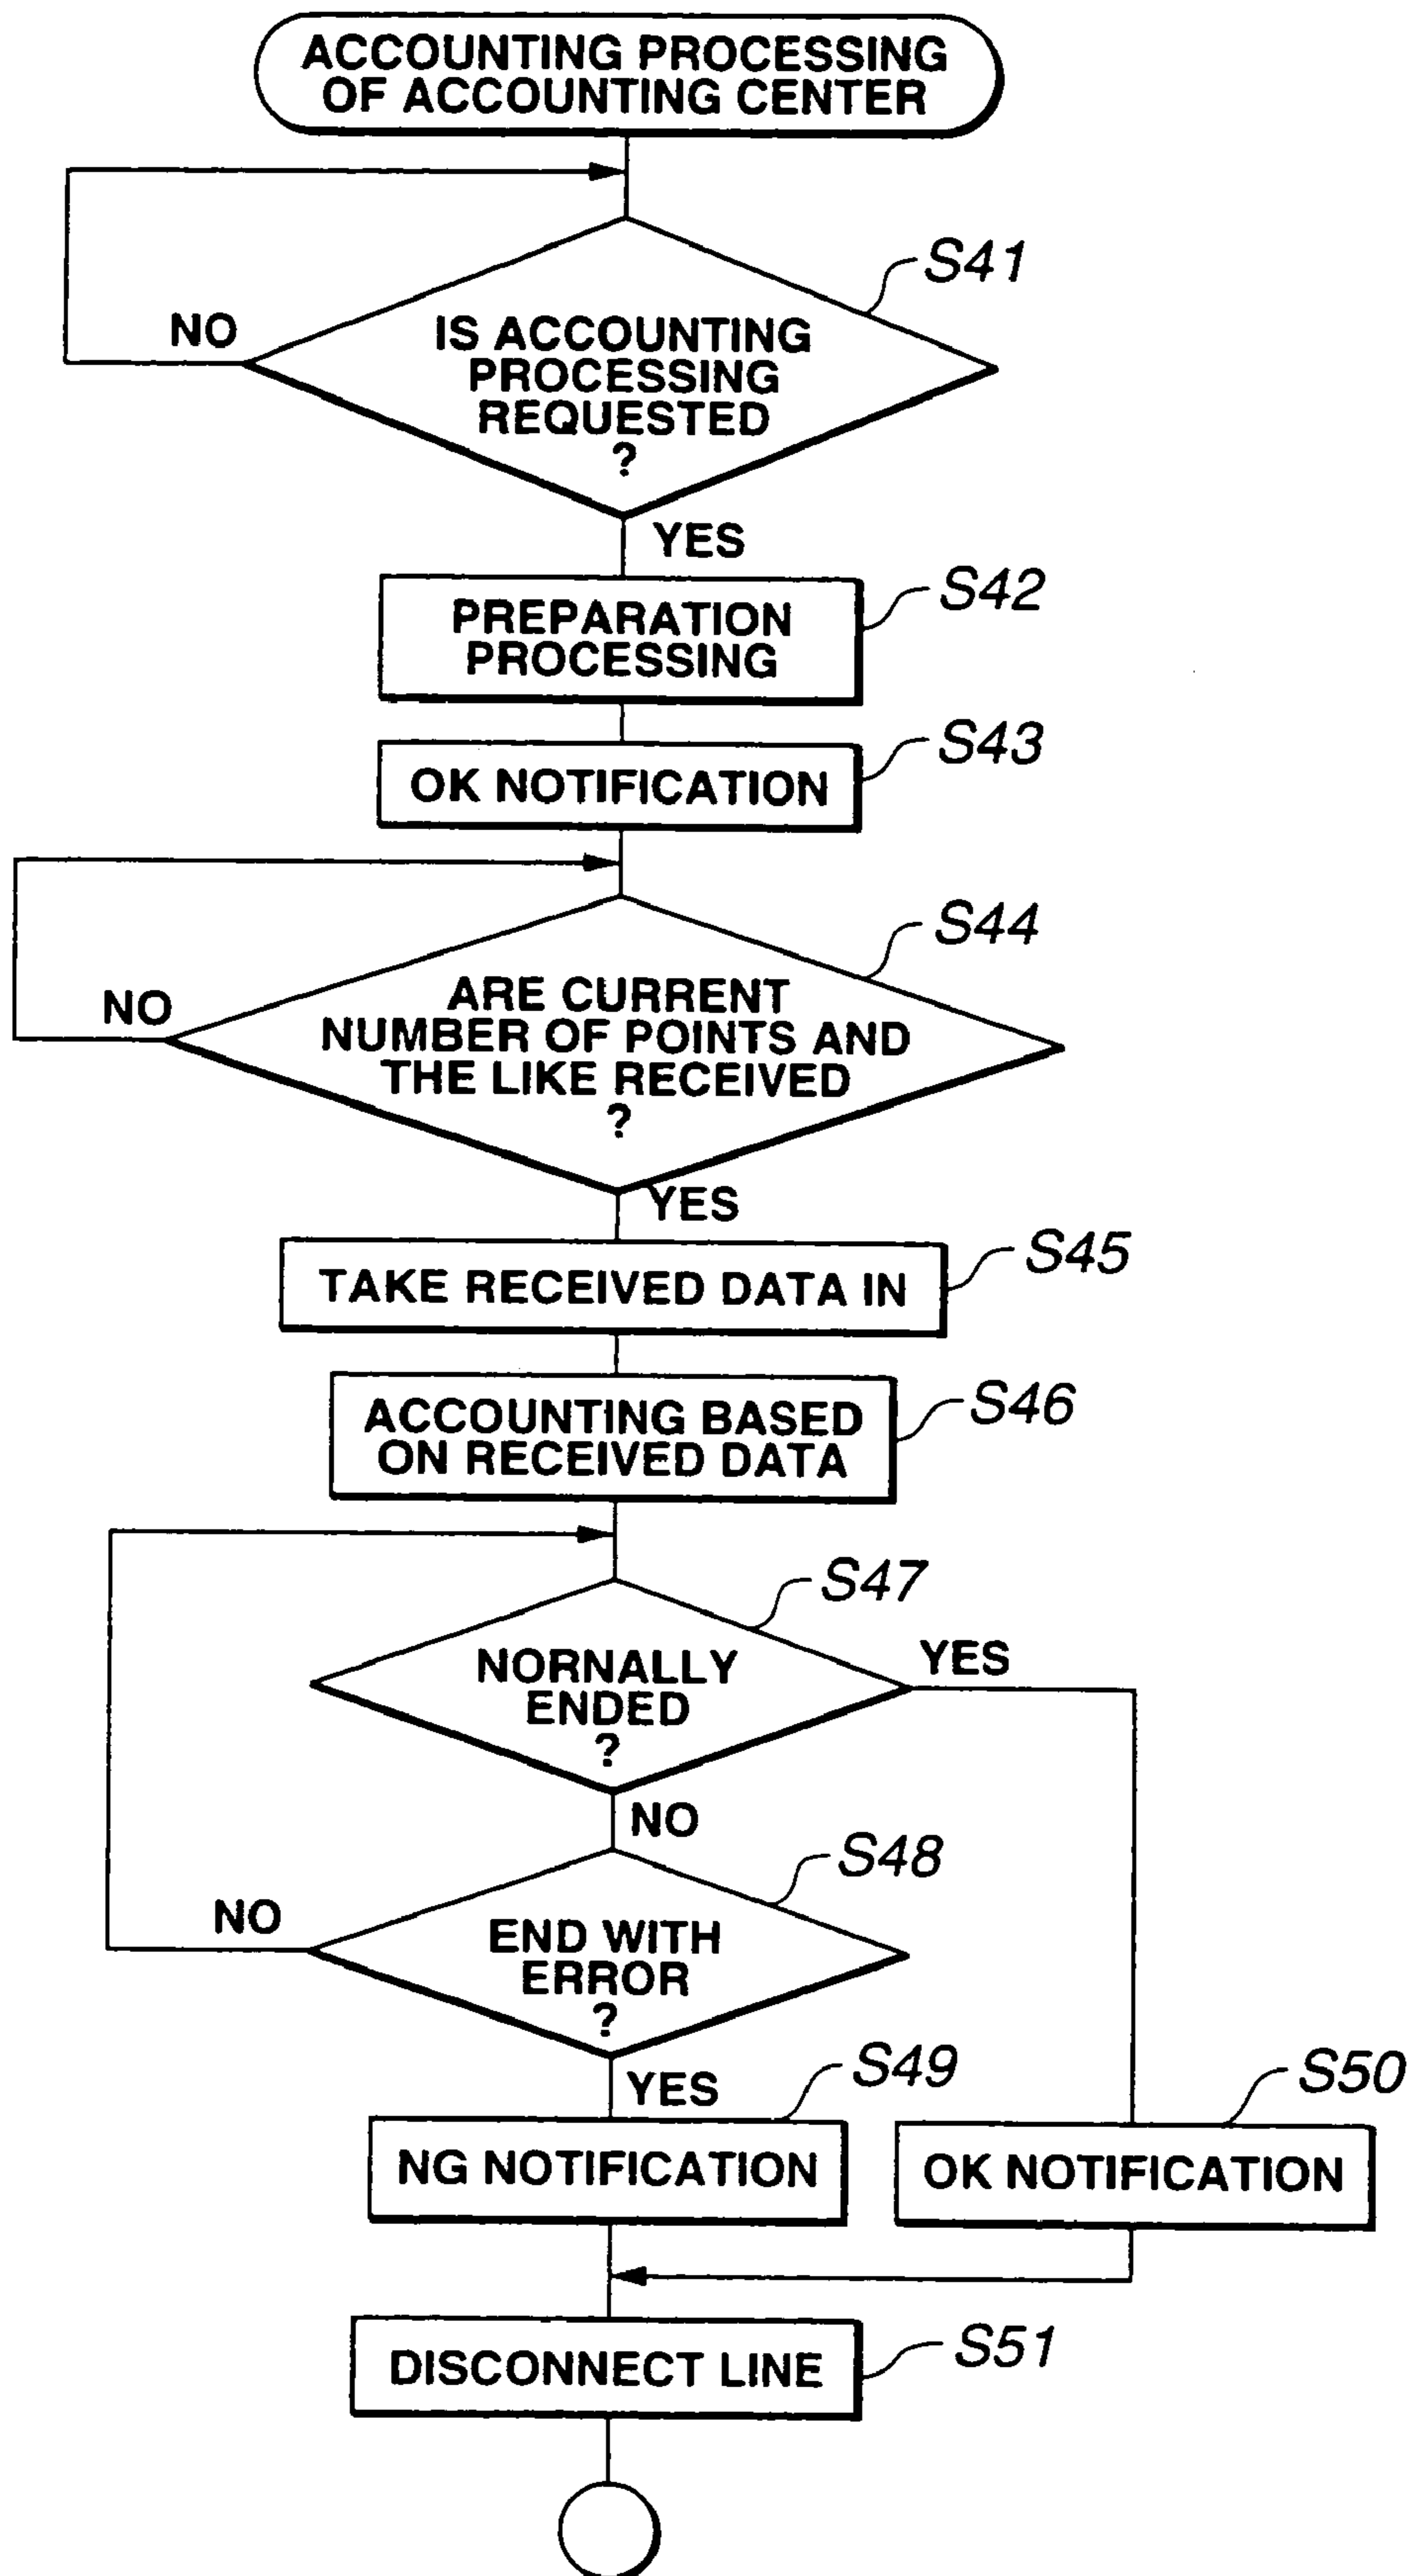 ACCOUNTING PROCESSING
OF ACCOUNTING CENTER
S41
NO
IS ACCOUNTING
PROCESSING
REQUESTED
?
YES
S42
PREPARATION
PROCESSING
S43
OK NOTIFICATION
S44
NO
ARE CURRENT
NUMBER OF POINTS AND
THE LIKE RECEIVED
?
YES
S45
TAKE RECEIVED DATA IN
S46
ACCOUNTING BASED
ON RECEIVED DATA
S47
YES
NORNALLY
ENDED
?
NO
S48
NO
END WITH
ERROR
?
YES
S49
S50
NG NOTIFICATION
OK NOTIFICATION
S51
DISCONNECT LINE